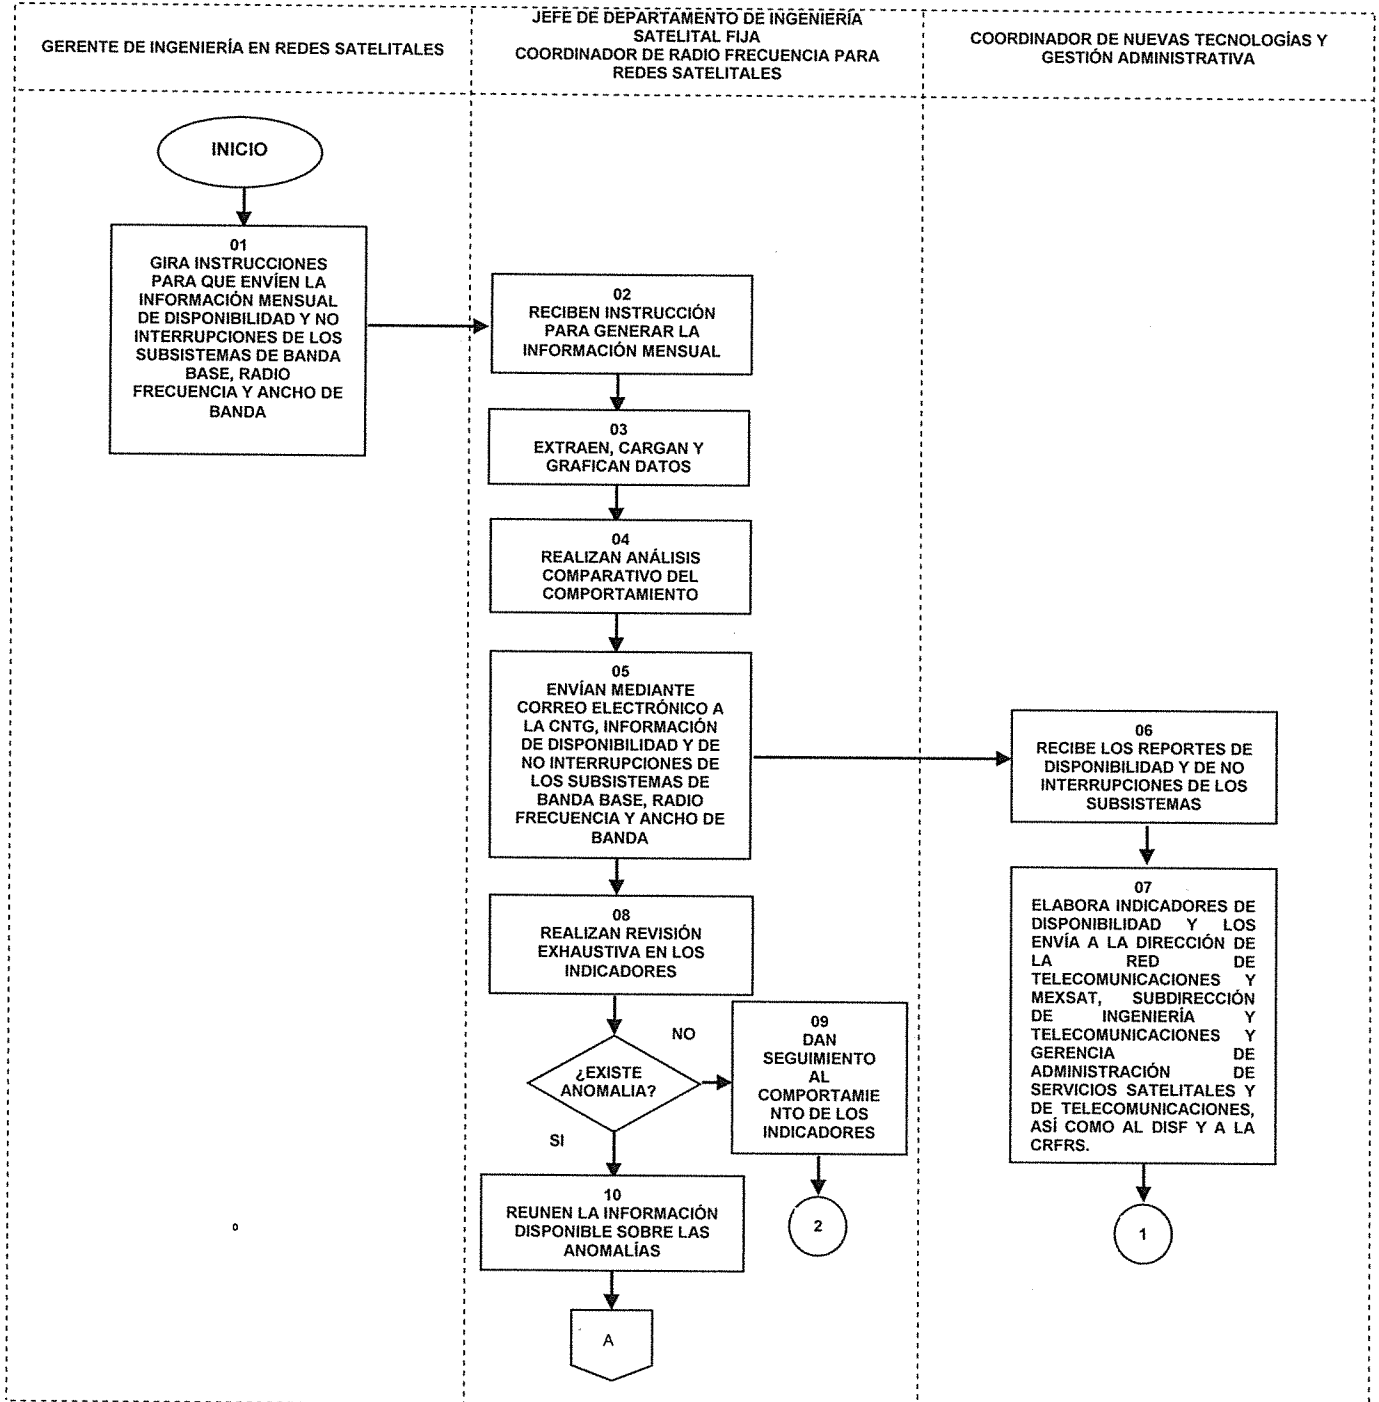 GERENTE DE INGENIERÍA EN REDES SATELITALES
JEFE DE DEPARTAMENTO DE INGENIERÍA
SATELITAL FIJA
COORDINADOR DE RADIO FRECUENCIA PARA
REDES SATELITALES
COORDINADOR DE NUEVAS TECNOLOGÍAS Y
GESTIÓN ADMINISTRATIVA
INICIO
01
GIRA INSTRUCCIONES
PARA QUE ENVÍEN LA
INFORMACIÓN MENSUAL
DE DISPONIBILIDAD Y NO
INTERRUPCIONES DE LOS
SUBSISTEMAS DE BANDA
BASE, RADIO
FRECUENCIA Y ANCHO DE
BANDA
02
RECIBEN INSTRUCCIÓN
PARA GENERAR LA
INFORMACIÓN MENSUAL
03
EXTRAEN, CARGAN Y
GRAFICAN DATOS
04
REALIZAN ANÁLISIS
COMPARATIVO DEL
COMPORTAMIENTO
05
ENVÍAN MEDIANTE
CORREO ELECTRÓNICO A
LA CNTG, INFORMACIÓN
DE DISPONIBILIDAD Y DE
NO INTERRUPCIONES DE
LOS SUBSISTEMAS DE
BANDA BASE, RADIO
FRECUENCIA Y ANCHO DE
BANDA
06
RECIBE LOS REPORTES DE
DISPONIBILIDAD Y DE NO
INTERRUPCIONES DE LOS
SUBSISTEMAS
07
ELABORA INDICADORES DE
DISPONIBILIDAD Y LOS
ENVÍA A LA DIRECCIÓN DE
LA RED DE
TELECOMUNICACIONES Y
MEXSAT, SUBDIRECCIÓN
DE INGENIERÍA Y
TELECOMUNICACIONES Y
GERENCIA DE
ADMINISTRACIÓN DE
SERVICIOS SATELITALES Y
DE TELECOMUNICACIONES,
ASÍ COMO AL DISF Y A LA
CRFRS.
08
REALIZAN REVISIÓN
EXHAUSTIVA EN LOS
INDICADORES
¿EXISTE
ANOMALIA?
NO
SI
09
DAN
SEGUIMIENTO
AL
COMPORTAMIE
NTO DE LOS
INDICADORES
10
REUNEN LA INFORMACIÓN
DISPONIBLE SOBRE LAS
ANOMALÍAS
2
1
A